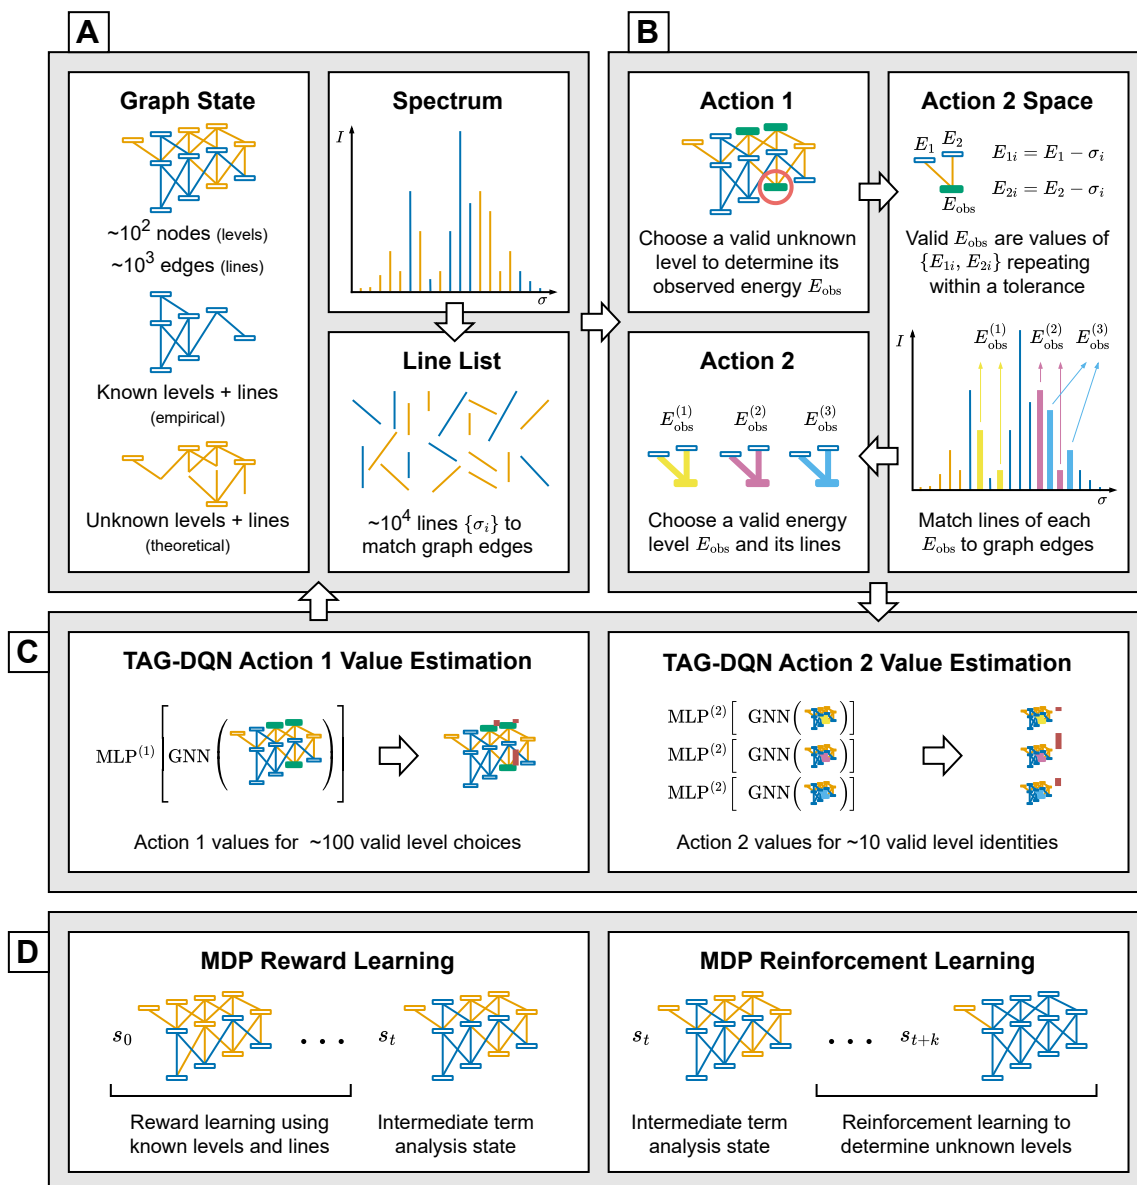 A
Graph State
~10² nodes (levels)
~10³ edges (lines)
Known levels + lines
(empirical)
Unknown levels + lines
(theoretical)
Spectrum
I
σ
Line List
~10⁴ lines {σᵢ} to
match graph edges
B
Action 1
Choose a valid unknown
level to determine its
observed energy E_obs
Action 2 Space
E₁ E₂
E_obs
E₁ᵢ = E₁ − σᵢ
E₂ᵢ = E₂ − σᵢ
Valid E_obs are values of
{E₁ᵢ, E₂ᵢ} repeating
within a tolerance
I
E_obs^(1) E_obs^(2) E_obs^(3)
σ
Match lines of each
E_obs to graph edges
Action 2
E_obs^(1) E_obs^(2) E_obs^(3)
Choose a valid energy
level E_obs and its lines
C
TAG-DQN Action 1 Value Estimation
MLP⁽¹⁾ [GNN ( )]
Action 1 values for ~100 valid level choices
TAG-DQN Action 2 Value Estimation
MLP⁽²⁾ [ GNN ( )]
MLP⁽²⁾ [ GNN ( )]
MLP⁽²⁾ [ GNN ( )]
Action 2 values for ~10 valid level identities
D
MDP Reward Learning
s₀ . . . sₜ
Reward learning using
known levels and lines
Intermediate term
analysis state
MDP Reinforcement Learning
sₜ . . . sₜ₊ₖ
Intermediate term
analysis state
Reinforcement learning to
determine unknown levels